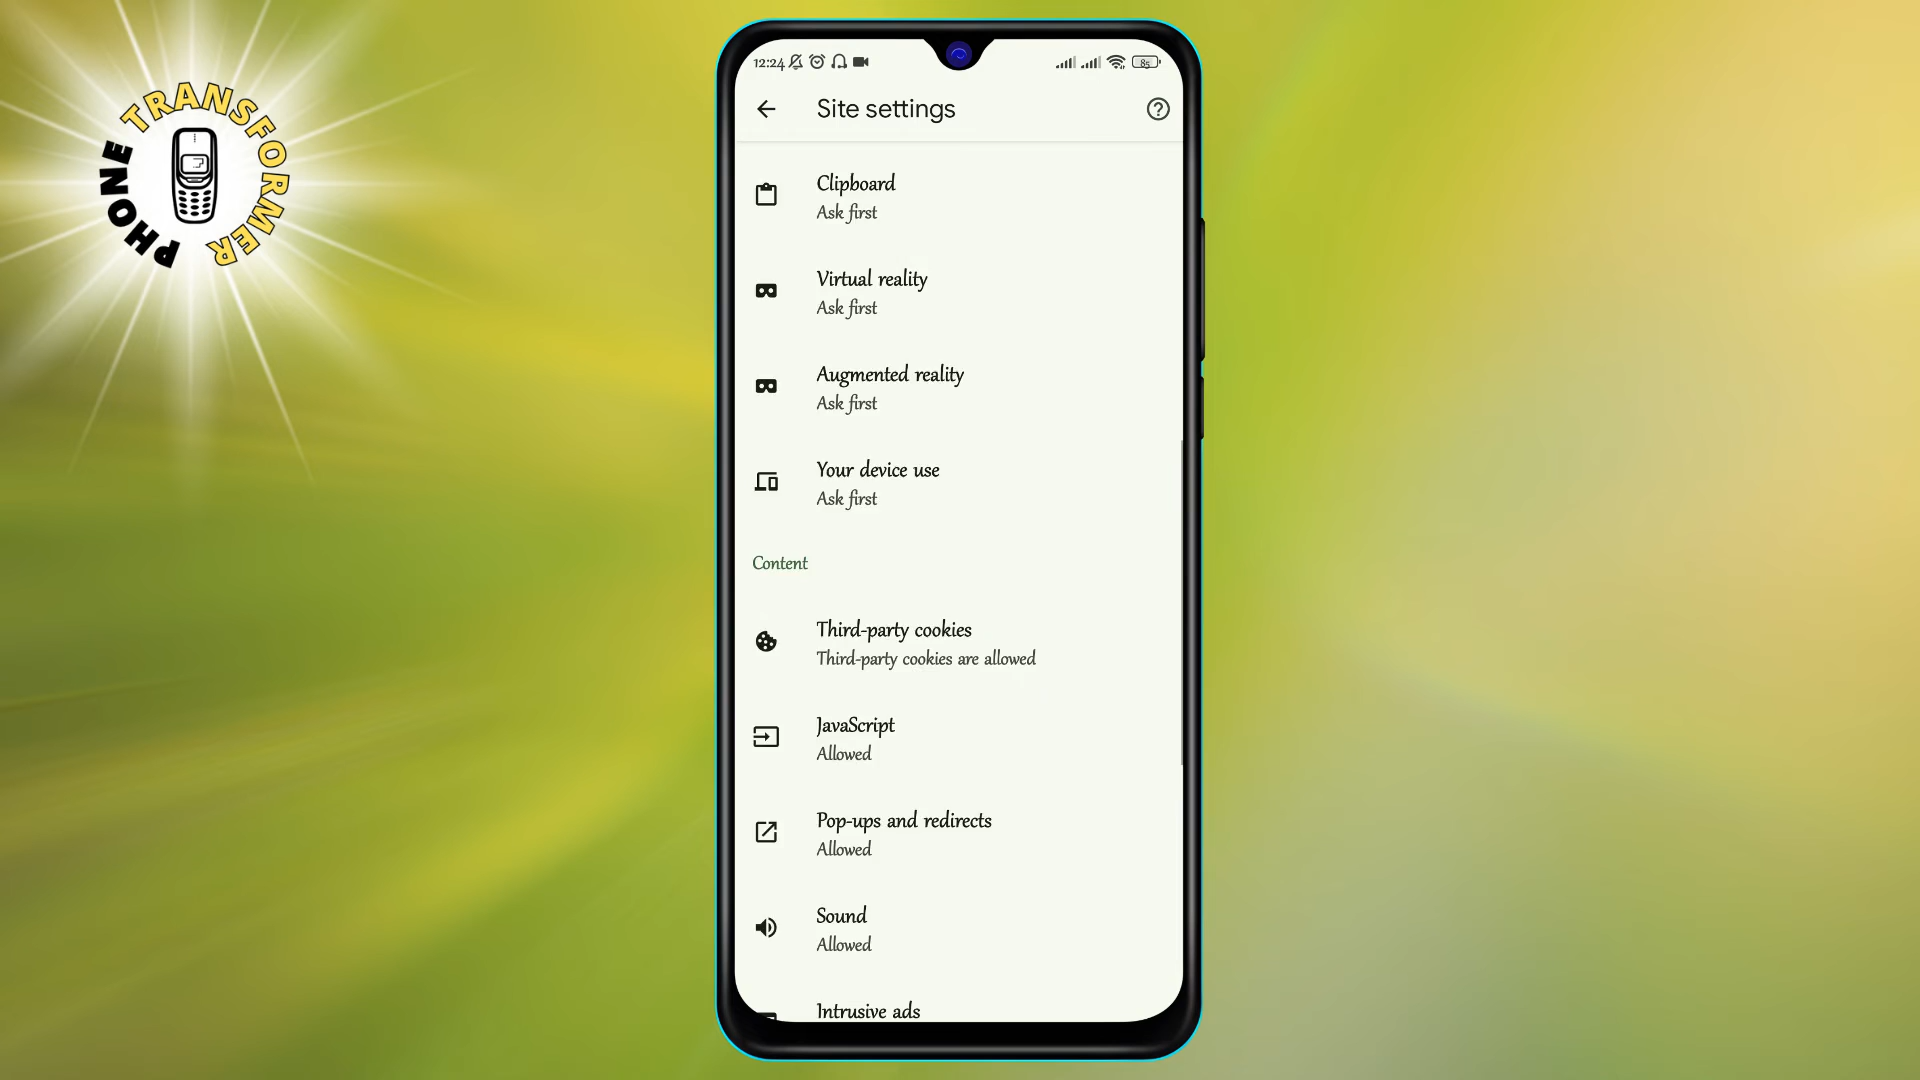 PHONE TRANSFORMER
12:24
85
Site settings
Clipboard
Ask first
Virtual reality
Ask first
Augmented reality
Ask first
Your device use
Ask first
Content
Third-party cookies
Third-party cookies are allowed
JavaScript
Allowed
Pop-ups and redirects
Allowed
Sound
Allowed
Intrusive ads